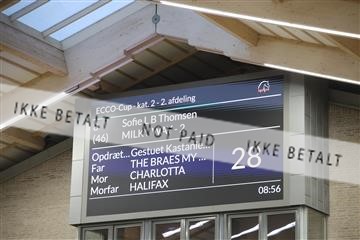 ECCO-Cup - kat. 2 - 2. afdeling
Sofie L B Thomsen
(46)
Opdræt... Gestuet Kastanie...
Far THE BRAES MY ...
Mor CHARLOTTA
Morfar HALIFAX
28
08:56
IKKE BETALT
NOT PAID
IKKE BETALT